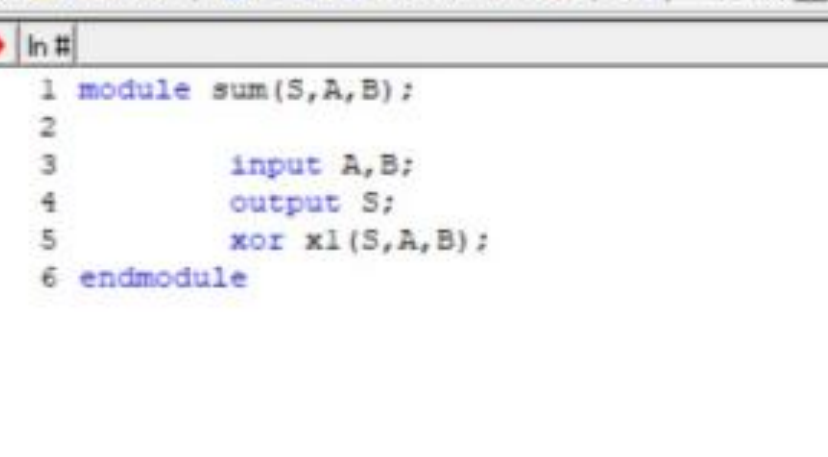 ln #
1 module sum(S,A,B);
2
3 input A,B;
4 output S;
5 xor x1(S,A,B);
6 endmodule